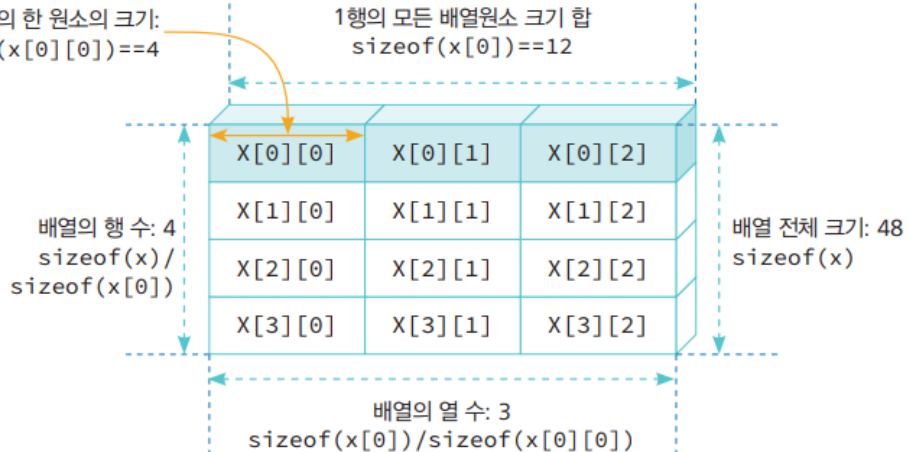 의 한 원소의 크기:
(x[0][0])==4
1행의 모든 배열원소 크기 합
sizeof(x[0])==12
X[0][0] X[0][1] X[0][2]
X[1][0] X[1][1] X[1][2]
X[2][0] X[2][1] X[2][2]
X[3][0] X[3][1] X[3][2]
배열의 행 수: 4
sizeof(x)/
sizeof(x[0])
배열 전체 크기: 48
sizeof(x)
배열의 열 수: 3
sizeof(x[0])/sizeof(x[0][0])